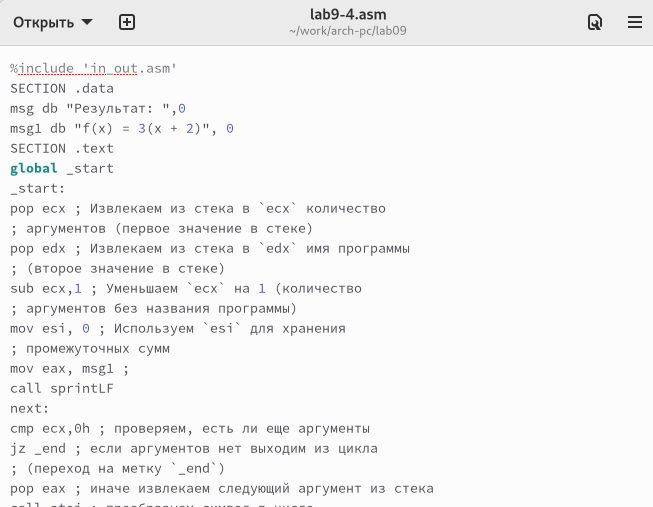 Открыть
lab9-4.asm
~/work/arch-pc/lab09
%include 'in_out.asm'
SECTION .data
msg db "Результат: ",0
msg1 db "f(x) = 3(x + 2)", 0
SECTION .text
global _start
_start:
pop ecx ; Извлекаем из стека в `ecx` количество
; аргументов (первое значение в стеке)
pop edx ; Извлекаем из стека в `edx` имя программы
; (второе значение в стеке)
sub ecx,1 ; Уменьшаем `ecx` на 1 (количество
; аргументов без названия программы)
mov esi, 0 ; Используем `esi` для хранения
; промежуточных сумм
mov eax, msg1 ;
call sprintLF
next:
cmp ecx,0h ; проверяем, есть ли еще аргументы
jz _end ; если аргументов нет выходим из цикла
; (переход на метку `_end`)
pop eax ; иначе извлекаем следующий аргумент из стека